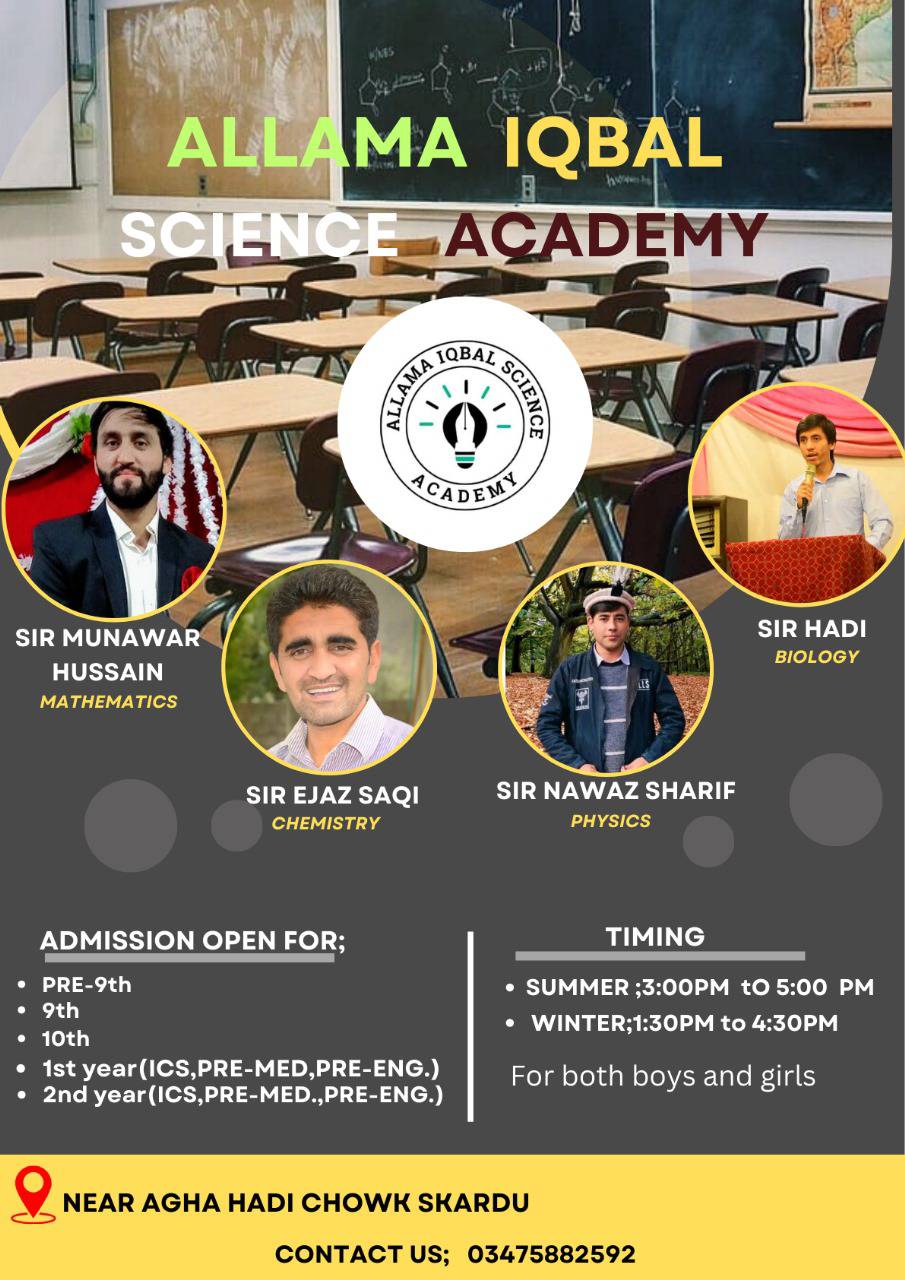 ALLAMA IQBAL
SCIENCE ACADEMY
ALLAMA IQBAL SCIENCE
ACADEMY
SIR MUNAWAR
HUSSAIN
MATHEMATICS
SIR EJAZ SAQI
CHEMISTRY
SIR NAWAZ SHARIF
PHYSICS
SIR HADI
BIOLOGY
ADMISSION OPEN FOR;
• PRE-9th
• 9th
• 10th
• 1st year(ICS,PRE-MED,PRE-ENG.)
• 2nd year(ICS,PRE-MED.,PRE-ENG.)
TIMING
• SUMMER ;3:00PM tO 5:00 PM
• WINTER;1:30PM to 4:30PM
For both boys and girls
NEAR AGHA HADI CHOWK SKARDU
CONTACT US; 03475882592